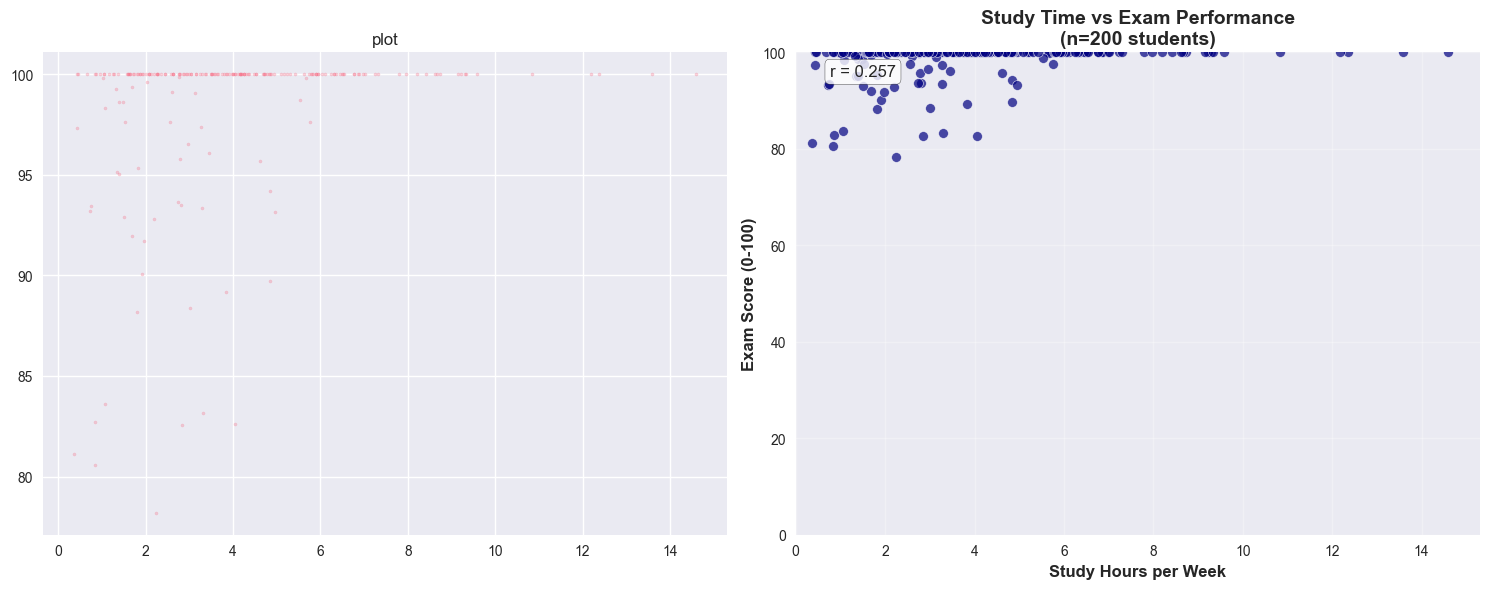 plot
100
95
90
85
80
0 2 4 6 8 10 12 14
Study Time vs Exam Performance
(n=200 students)
r = 0.257
Exam Score (0-100)
100
80
60
40
20
0
0 2 4 6 8 10 12 14
Study Hours per Week